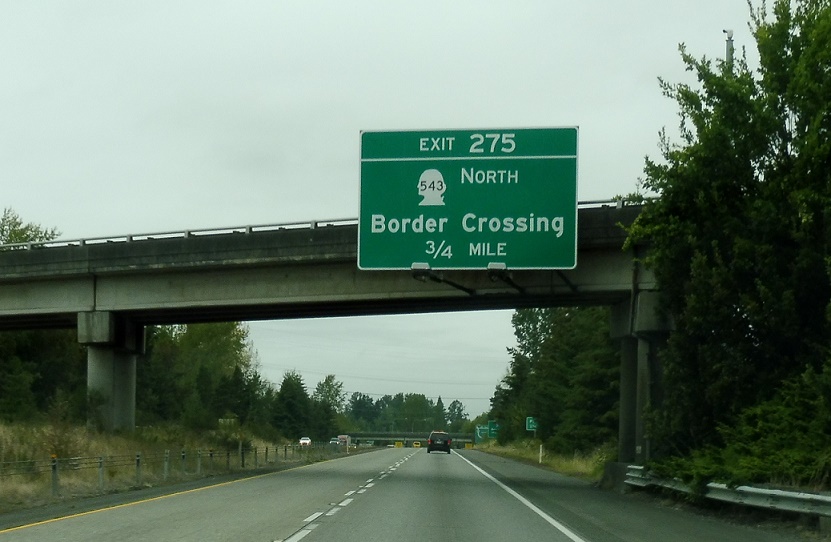 EXIT 275
543 NORTH
Border Crossing
3/4 MILE